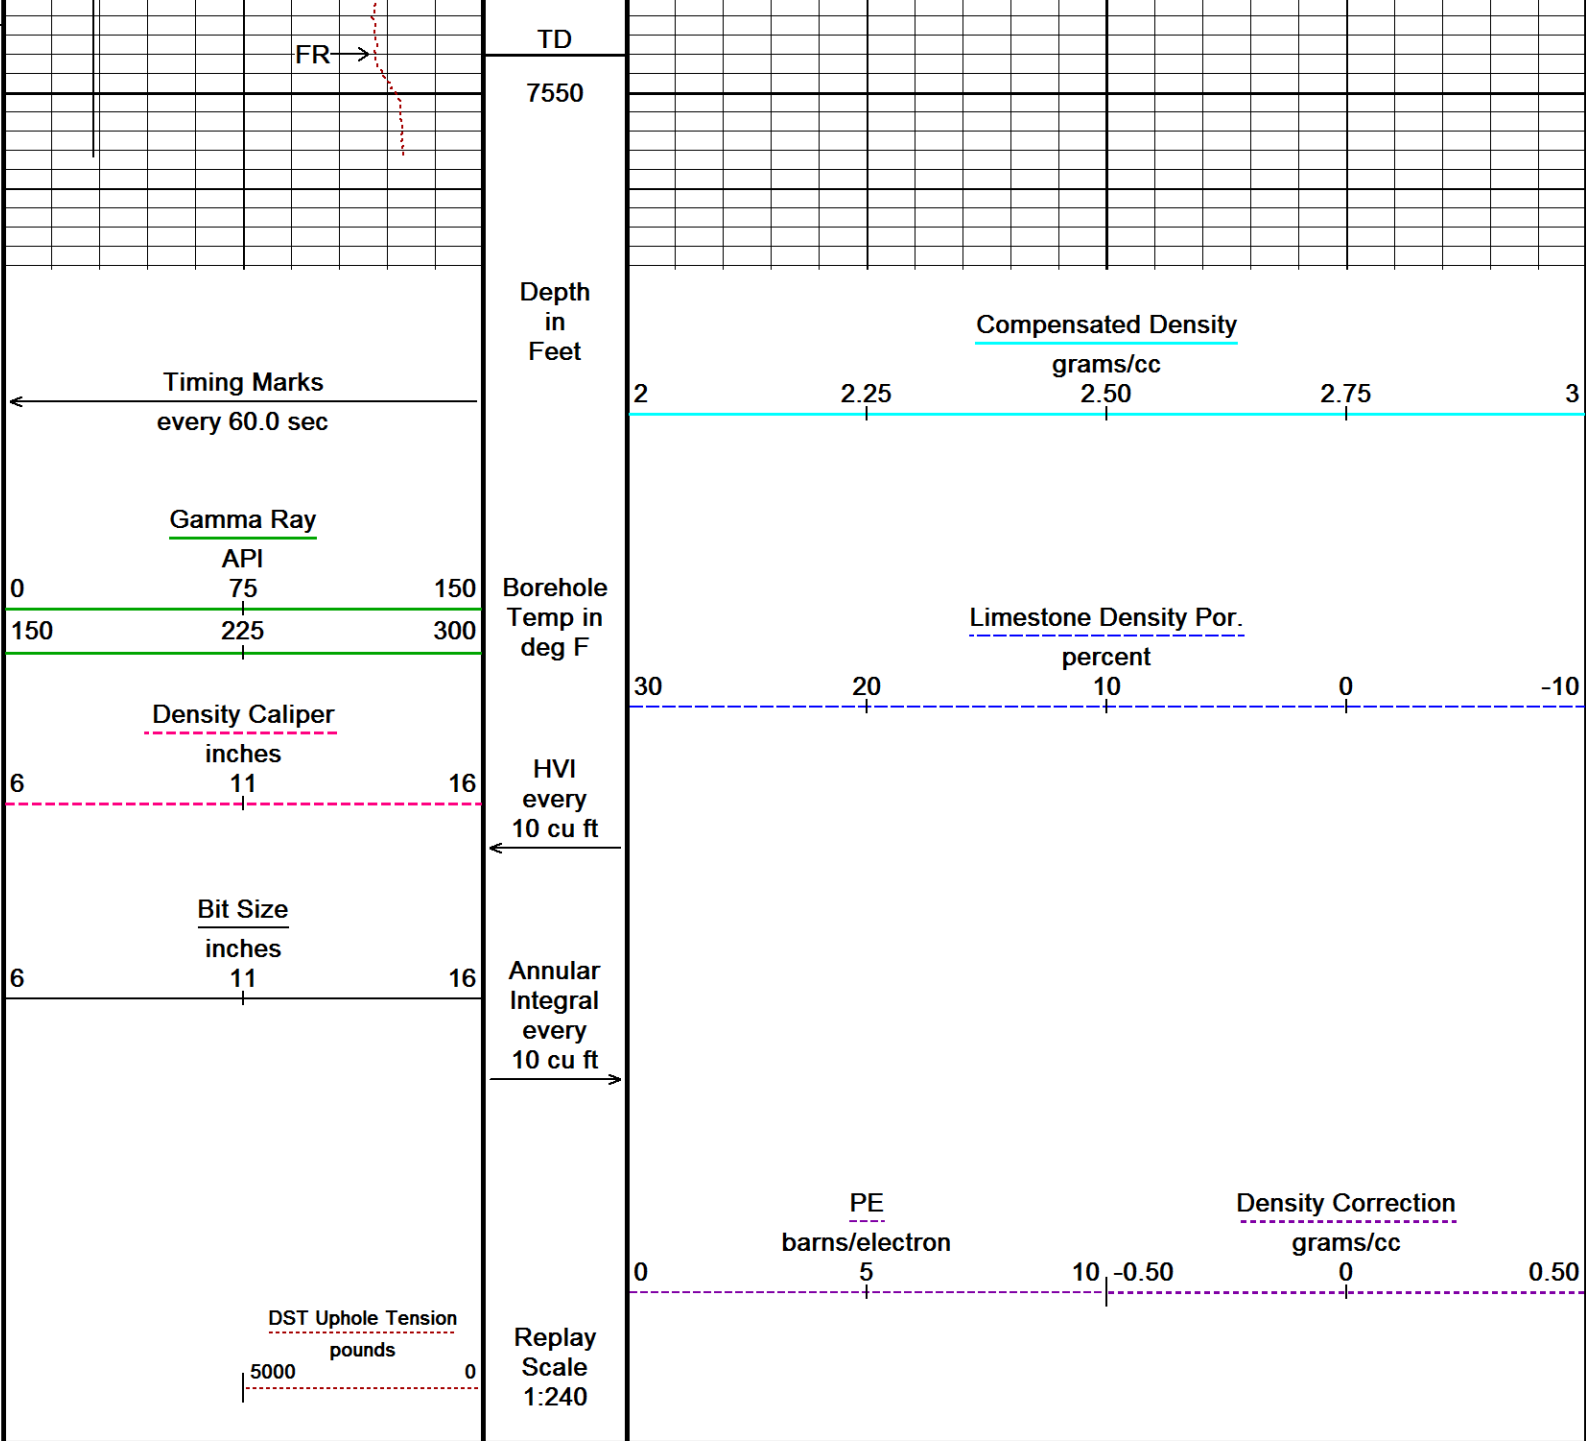 TD
FR
7550
Depth
in
Feet
Compensated Density
grams/cc
2 2.25 2.50 2.75 3
Timing Marks
every 60.0 sec
Gamma Ray
API
0 75 150
150 225 300
Borehole
Temp in
deg F
Limestone Density Por.
percent
30 20 10 0 -10
Density Caliper
inches
6 11 16
HVI
every
10 cu ft
Bit Size
inches
6 11 16
Annular
Integral
every
10 cu ft
PE
barns/electron
0 5 10
Density Correction
grams/cc
-0.50 0 0.50
DST Uphole Tension
pounds
5000 0
Replay
Scale
1:240